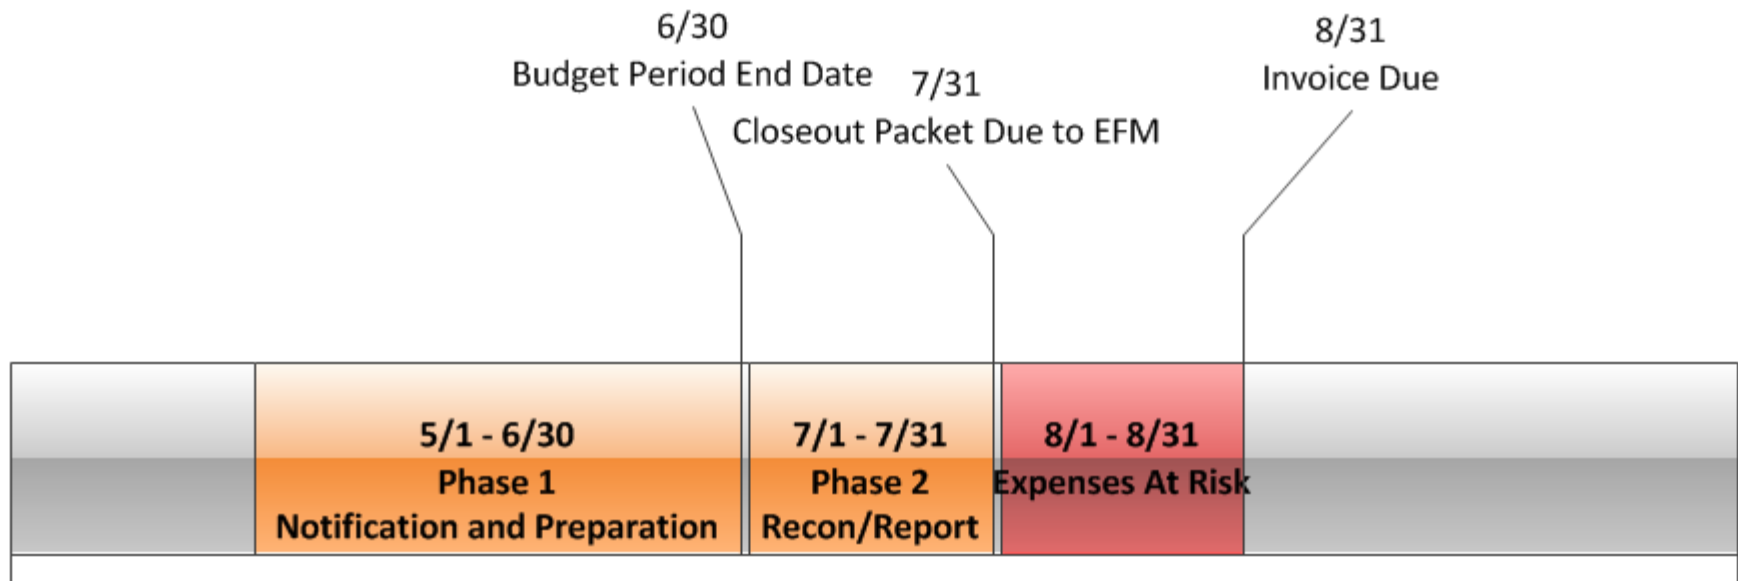 6/30
Budget Period End Date
7/31
Closeout Packet Due to EFM
8/31
Invoice Due
5/1 - 6/30
Phase 1
Notification and Preparation
7/1 - 7/31
Phase 2
Recon/Report
8/1 - 8/31
Expenses At Risk